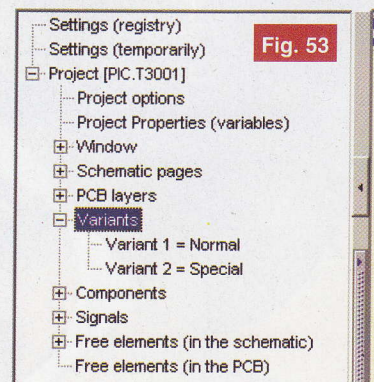 Settings (registry)
Settings (temporarily)
Fig. 53
Project [PIC.T3001]
Project options
Project Properties (variables)
Window
Schematic pages
PCB layers
Variants
Variant 1 = Normal
Variant 2 = Special
Components
Signals
Free elements (in the schematic)
Free elements (in the PCB)